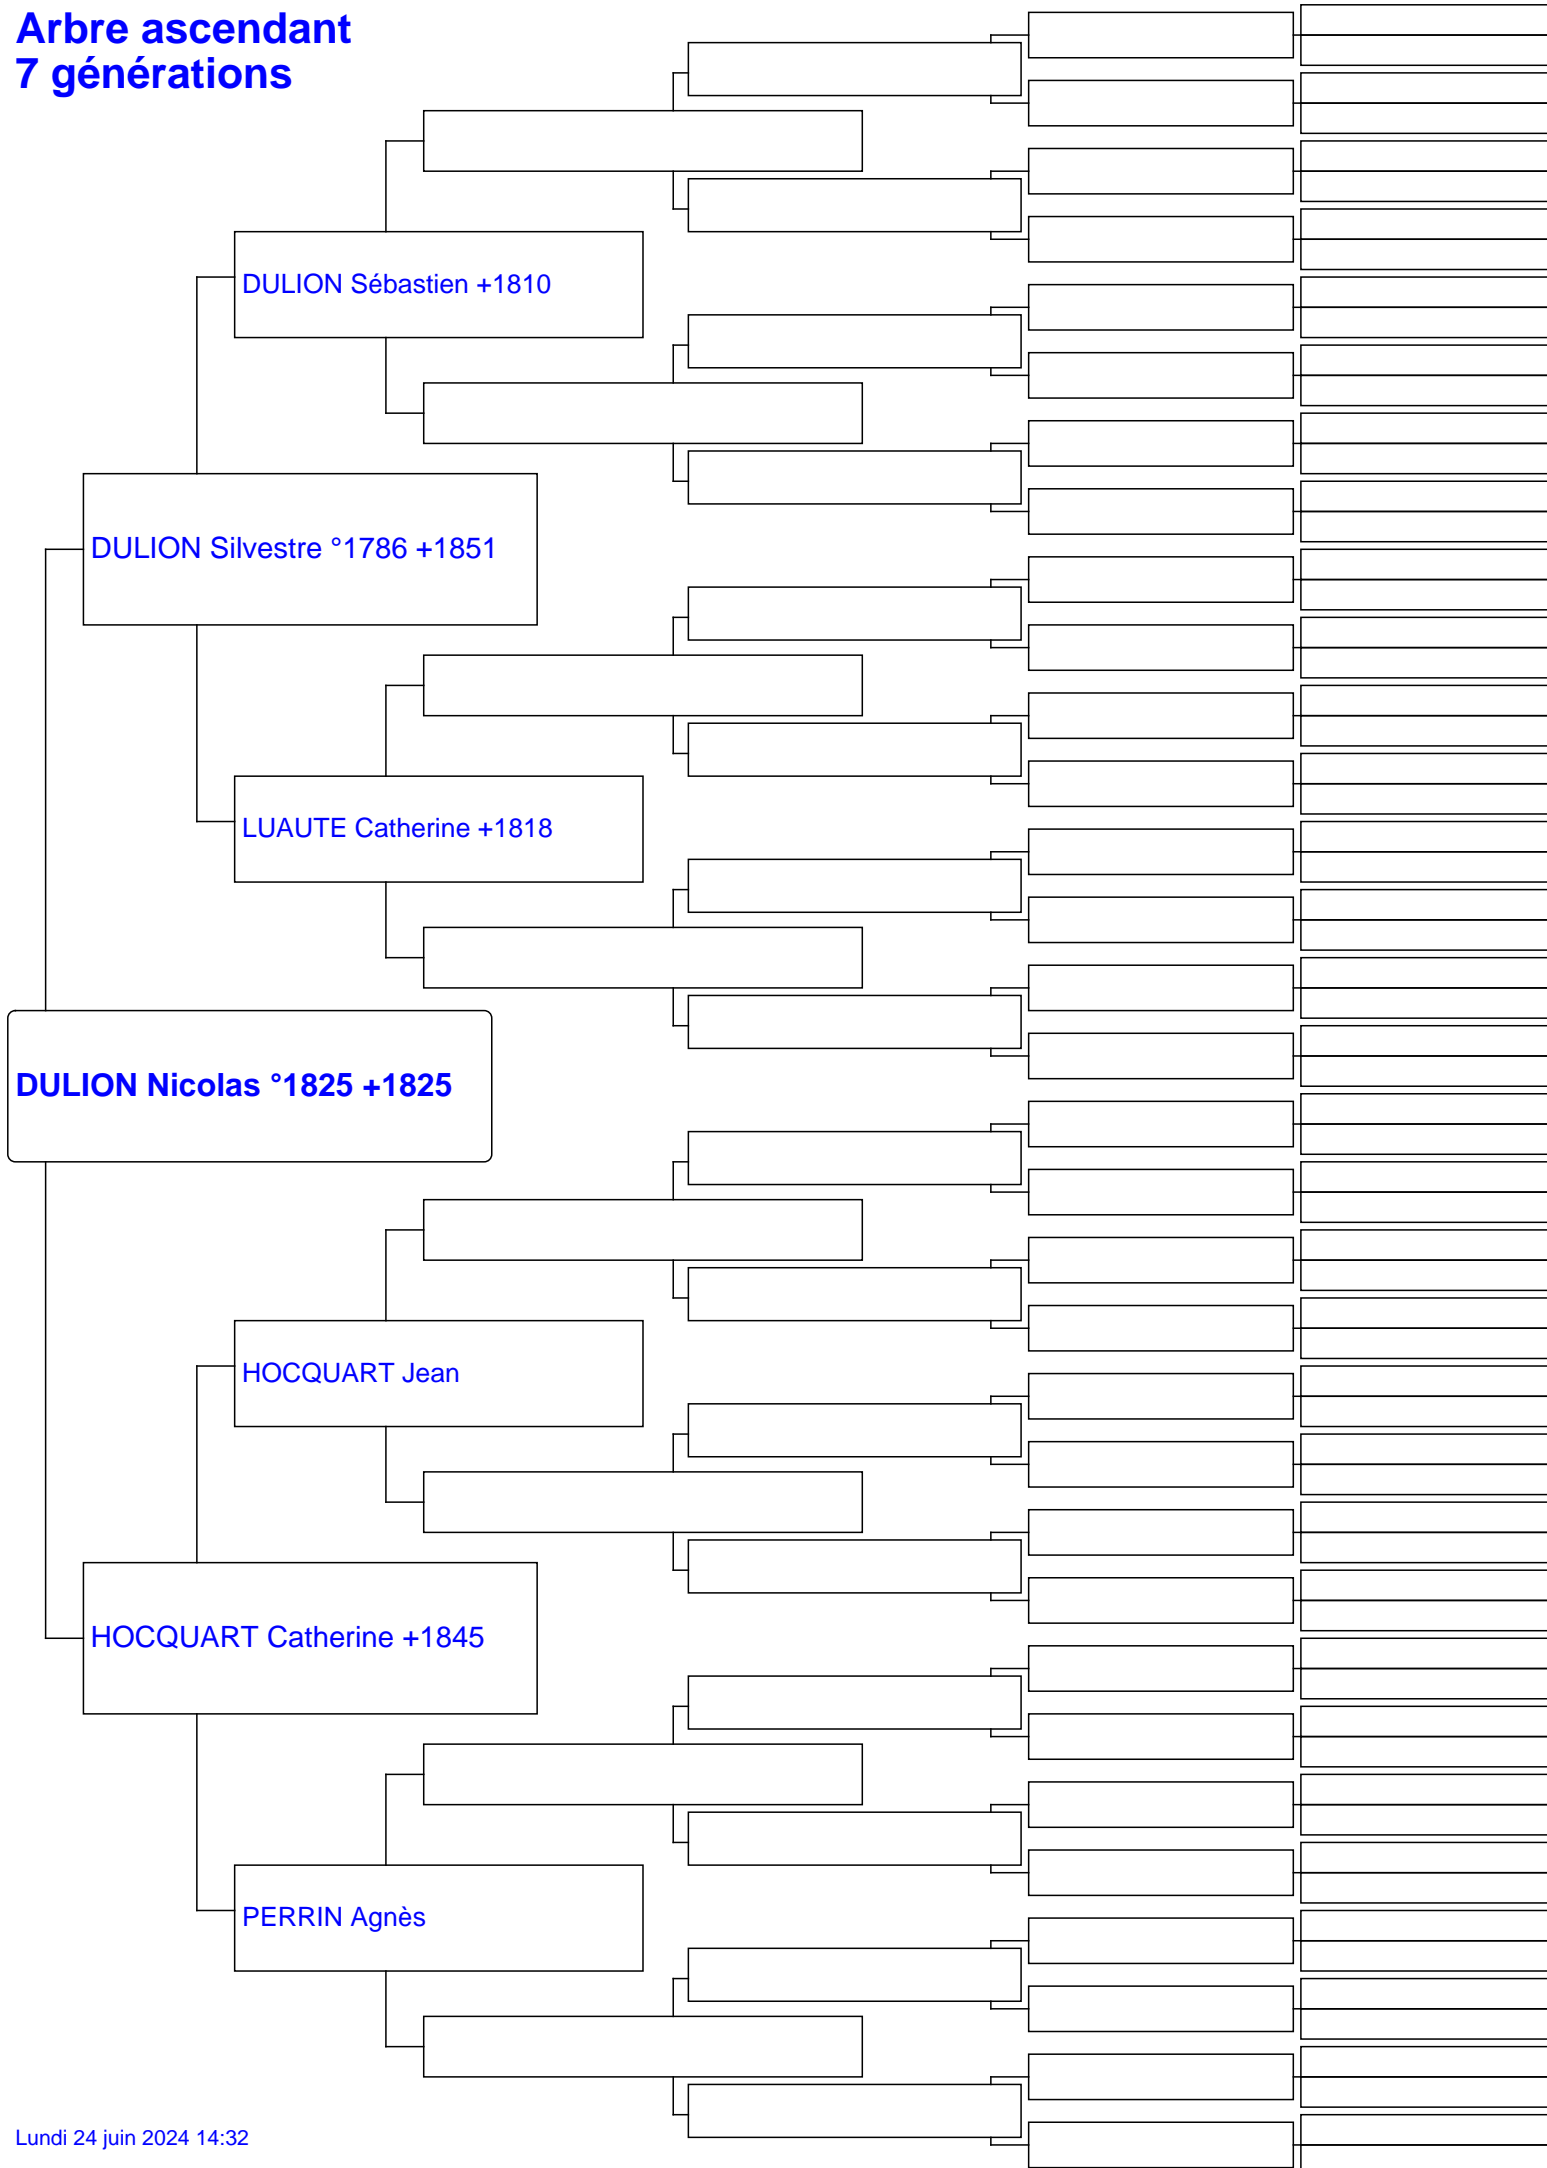 Arbre ascendant
7 générations
DULION Sébastien +1810
DULION Silvestre °1786 +1851
LUAUTE Catherine +1818
DULION Nicolas °1825 +1825
HOCQUART Jean
HOCQUART Catherine +1845
PERRIN Agnès
Lundi 24 juin 2024 14:32